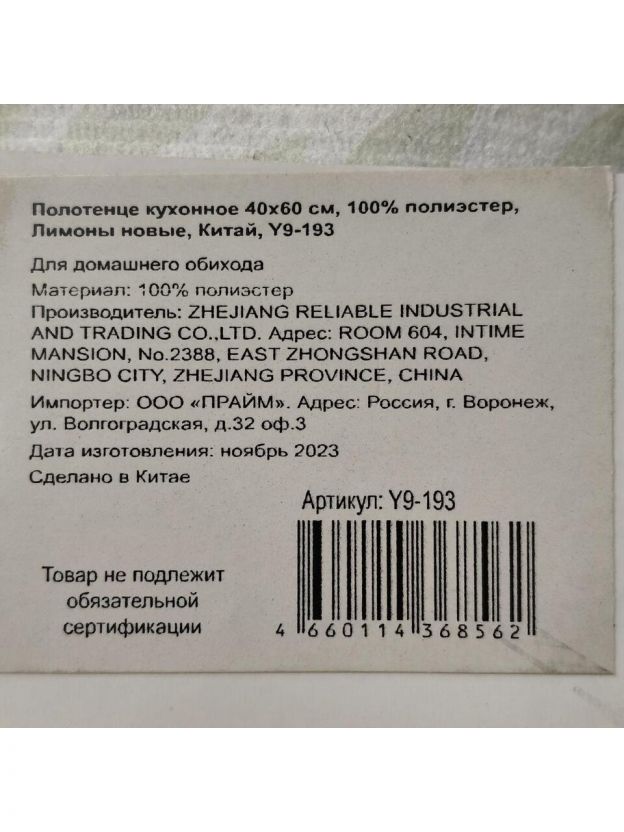 Полотенце кухонное 40х60 см, 100% полиэстер,
Лимоны новые, Китай, Y9-193
Для домашнего обихода
Материал: 100% полиэстер
Производитель: ZHEJIANG RELIABLE INDUSTRIAL
AND TRADING CO.,LTD. Адрес: ROOM 604, INTIME
MANSION, No.2388, EAST ZHONGSHAN ROAD,
NINGBO CITY, ZHEJIANG PROVINCE, CHINA
Импортер: ООО «ПРАЙМ». Адрес: Россия, г. Воронеж,
ул. Волгоградская, д.32 оф.3
Дата изготовления: ноябрь 2023
Сделано в Китае
Артикул: Y9-193
Товар не подлежит
обязательной
сертификации
4 660114 368562